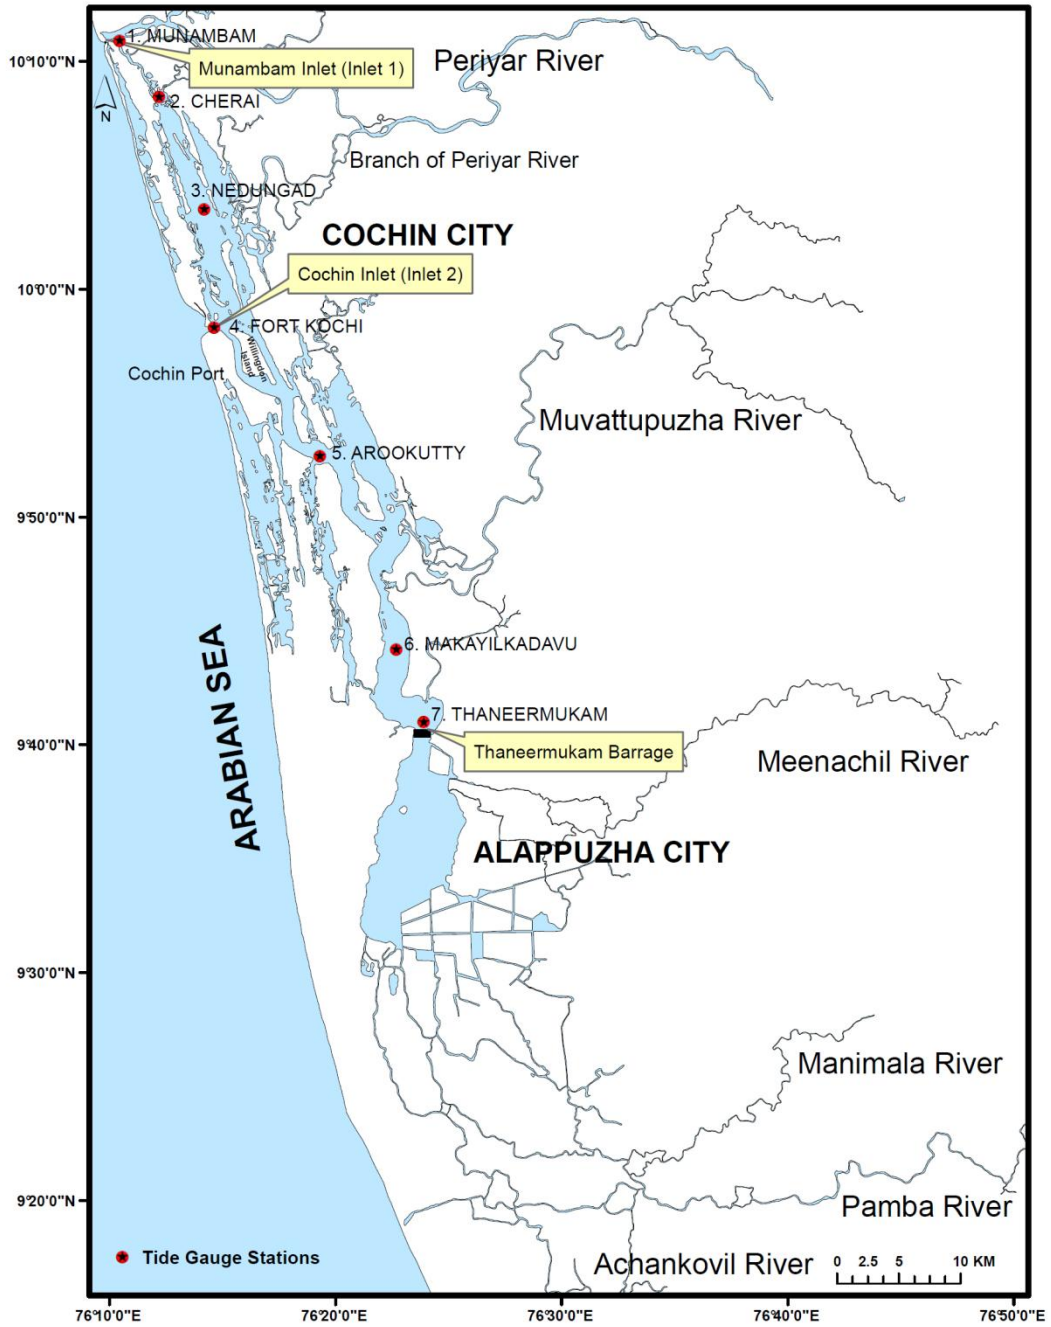 1. MUNAMBAM
10°10'0"N
Munambam Inlet (Inlet 1)
Periyar River
2. CHERAI
N
Branch of Periyar River
3. NEDUNGAD
COCHIN CITY
Cochin Inlet (Inlet 2)
10°0'0"N
4. FORT KOCHI
Willingdon
Island
Cochin Port
Muvattupuzha River
5. AROOKUTTY
9°50'0"N
ARABIAN SEA
6. MAKAYILKADAVU
7. THANEERMUKAM
9°40'0"N
Thaneermukam Barrage
Meenachil River
ALAPPUZHA CITY
9°30'0"N
Manimala River
9°20'0"N
Pamba River
Tide Gauge Stations
Achankovil River
0 2.5 5 10 KM
76°10'0"E 76°20'0"E 76°30'0"E 76°40'0"E 76°50'0"E